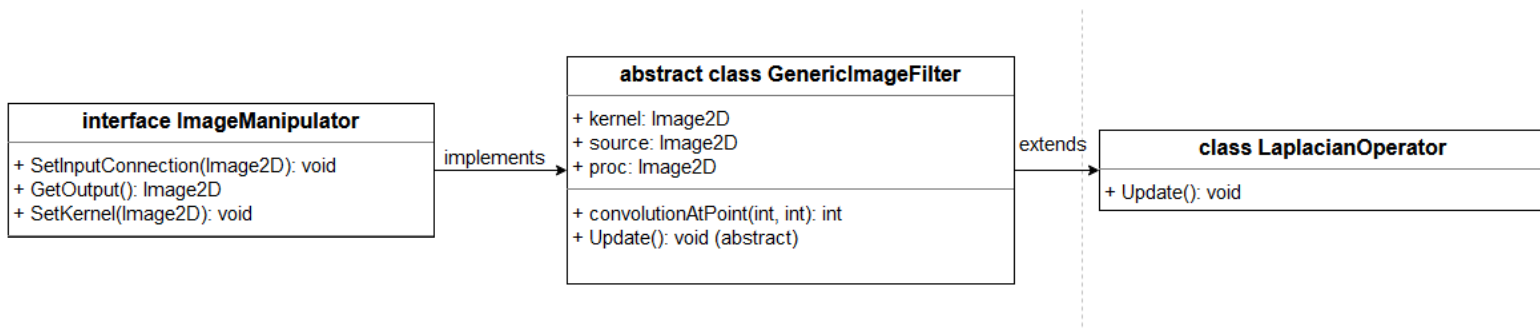 interface ImageManipulator
+ SetInputConnection(Image2D): void
+ GetOutput(): Image2D
+ SetKernel(Image2D): void
implements
abstract class GenericImageFilter
+ kernel: Image2D
+ source: Image2D
+ proc: Image2D
+ convolutionAtPoint(int, int): int
+ Update(): void (abstract)
extends
class LaplacianOperator
+ Update(): void